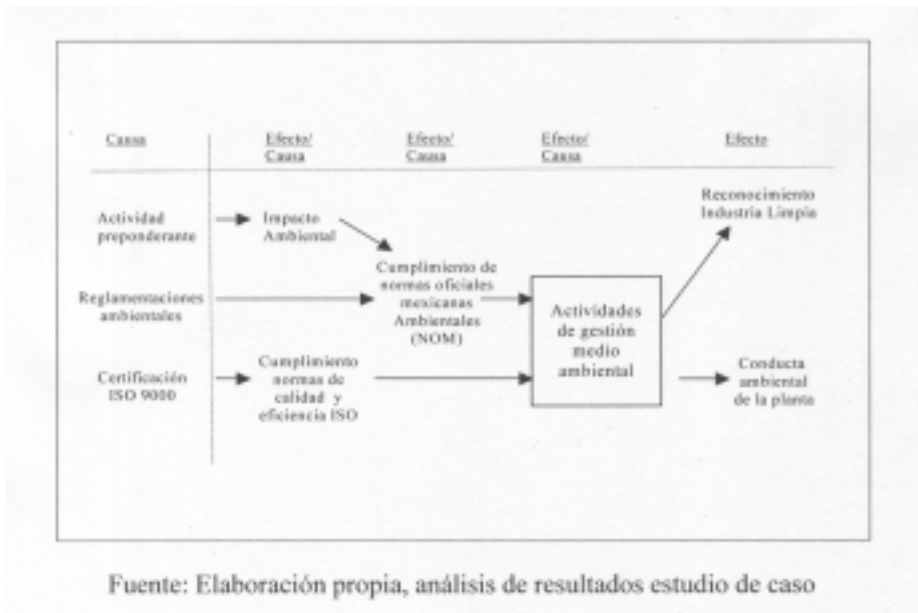 Causa
Efecto/
Causa
Efecto/
Causa
Efecto/
Causa
Efecto
Actividad
preponderante
Impacto
Ambiental
Reconocimiento
Industria Limpia
Reglamentaciones
ambientales
Cumplimiento de
normas oficiales
mexicanas
Ambientales
(NOM)
Actividades
de gestión
medio
ambiental
Certificación
ISO 9000
Cumplimiento
normas de
calidad y
eficiencia ISO
Conducta
ambiental
de la planta
Fuente: Elaboración propia, análisis de resultados estudio de caso